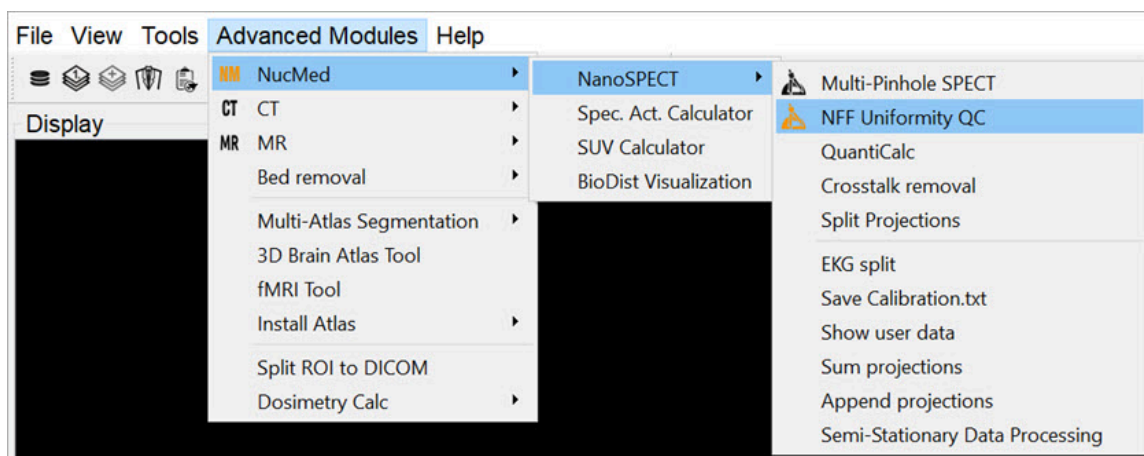 File View Tools Advanced Modules Help
Display
NM NucMed
CT CT
MR MR
Bed removal
Multi-Atlas Segmentation
3D Brain Atlas Tool
fMRI Tool
Install Atlas
Split ROI to DICOM
Dosimetry Calc
NanoSPECT
Spec. Act. Calculator
SUV Calculator
BioDist Visualization
Multi-Pinhole SPECT
NFF Uniformity QC
QuantiCalc
Crosstalk removal
Split Projections
EKG split
Save Calibration.txt
Show user data
Sum projections
Append projections
Semi-Stationary Data Processing